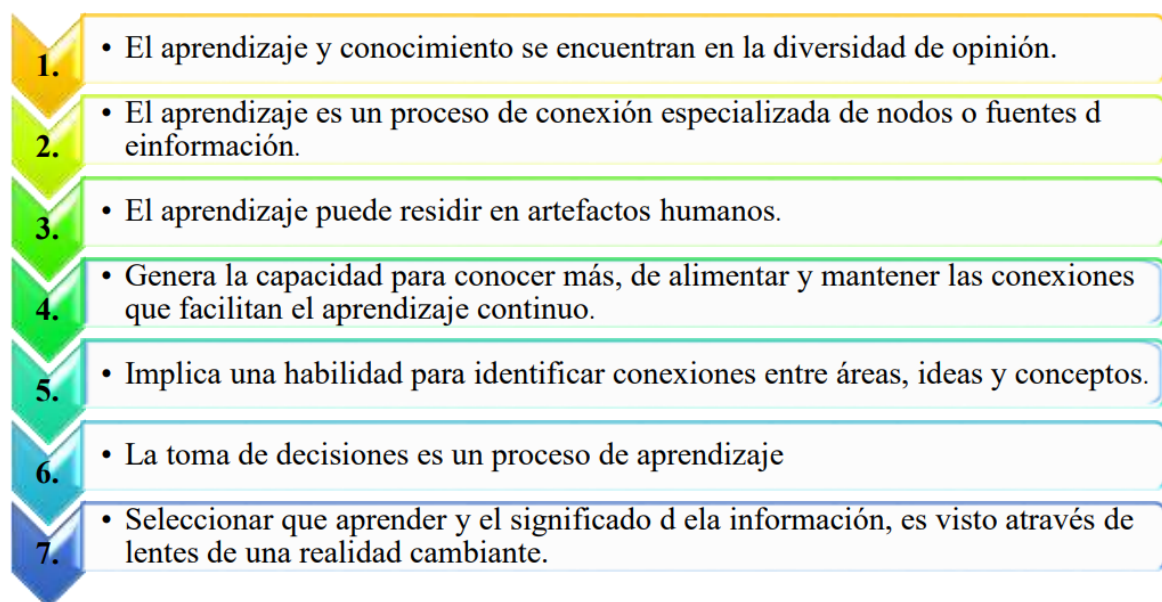 1.
• El aprendizaje y conocimiento se encuentran en la diversidad de opinión.
2.
• El aprendizaje es un proceso de conexión especializada de nodos o fuentes d
einformación.
3.
• El aprendizaje puede residir en artefactos humanos.
4.
• Genera la capacidad para conocer más, de alimentar y mantener las conexiones
que facilitan el aprendizaje continuo.
5.
• Implica una habilidad para identificar conexiones entre áreas, ideas y conceptos.
6.
• La toma de decisiones es un proceso de aprendizaje
7.
• Seleccionar que aprender y el significado d ela información, es visto através de
lentes de una realidad cambiante.